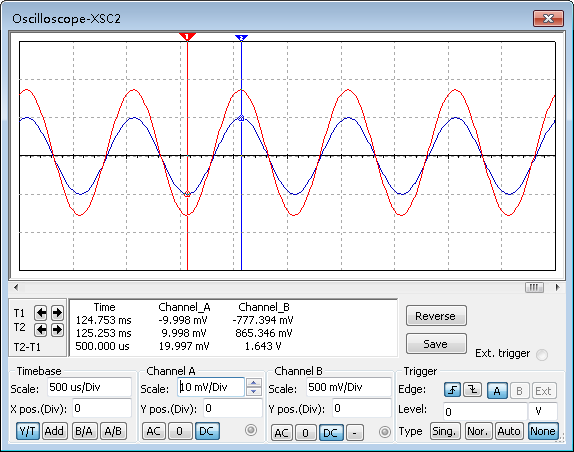 Oscilloscope-XSC2
1
2
Time Channel_A Channel_B
T1 124.753 ms -9.998 mV -777.394 mV
T2 125.253 ms 9.998 mV 865.346 mV
T2-T1 500.000 us 19.997 mV 1.643 V
Reverse
Save
Ext. trigger
Timebase
Scale: 500 us/Div
X pos.(Div): 0
Y/T Add B/A A/B
Channel A
Scale: 10 mV/Div
Y pos.(Div): 0
AC 0 DC
Channel B
Scale: 500 mV/Div
Y pos.(Div): 0
AC 0 DC -
Trigger
Edge: A B Ext
Level: 0 V
Type Sing. Nor. Auto None